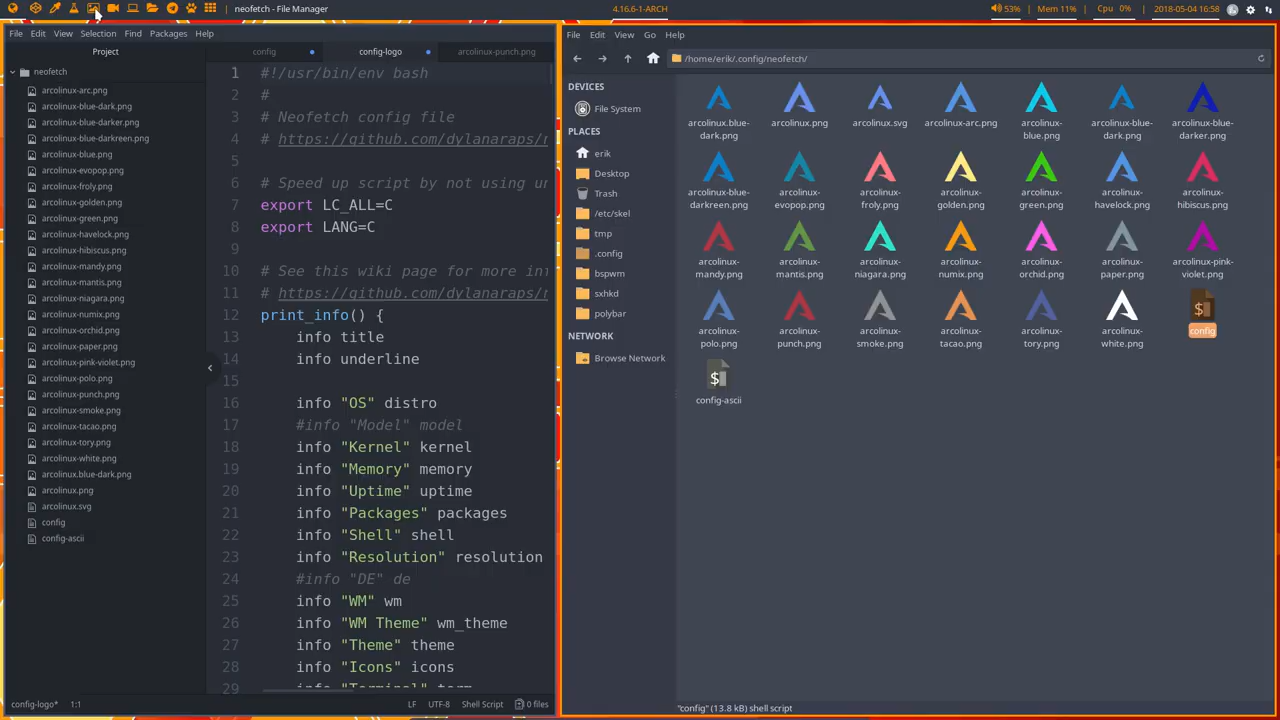 neofetch - File Manager
4.16.6-1-ARCH
53%
Mem 11%
Cpu 0%
2018-05-04 16:58
File Edit View Selection Find Packages Help
Project
neofetch
arcolinux-arc.png
arcolinux-blue-dark.png
arcolinux-blue-darker.png
arcolinux-blue-darkreen.png
arcolinux-blue.png
arcolinux-evopop.png
arcolinux-froly.png
arcolinux-golden.png
arcolinux-green.png
arcolinux-havelock.png
arcolinux-hibiscus.png
arcolinux-mandy.png
arcolinux-mantis.png
arcolinux-niagara.png
arcolinux-numix.png
arcolinux-orchid.png
arcolinux-paper.png
arcolinux-pink-violet.png
arcolinux-polo.png
arcolinux-punch.png
arcolinux-smoke.png
arcolinux-tacao.png
arcolinux-tory.png
arcolinux-white.png
arcolinux.blue-dark.png
arcolinux.png
arcolinux.svg
config
config-ascii
config
config-logo
arcolinux-punch.png
1 #!/usr/bin/env bash
2 #
3 # Neofetch config file
4 # https://github.com/dylanaraps/
5
6 # Speed up script by not using
7 export LC_ALL=C
8 export LANG=C
9
10 # See this wiki page for more
11 # https://github.com/dylanaraps/
12 print_info() {
13 info title
14 info underline
15
16 info "OS" distro
17 #info "Model" model
18 info "Kernel" kernel
19 info "Memory" memory
20 info "Uptime" uptime
21 info "Packages" packages
22 info "Shell" shell
23 info "Resolution" resolution
24 #info "DE" de
25 info "WM" wm
26 info "WM Theme" wm_theme
27 info "Theme" theme
28 info "Icons" icons
29
config-logo* 1:1
LF UTF-8 Shell Script 0 files
File Edit View Go Help
/home/erik/.config/neofetch/
DEVICES
File System
PLACES
erik
Desktop
Trash
/etc/skel
tmp
.config
bspwm
sxhkd
polybar
NETWORK
Browse Network
arcolinux.blue-
dark.png
arcolinux.png
arcolinux.svg
arcolinux-arc.png
arcolinux-
blue.png
arcolinux-blue-
dark.png
arcolinux-blue-
darker.png
arcolinux-blue-
darkreen.png
arcolinux-
evopop.png
arcolinux-
froly.png
arcolinux-
golden.png
arcolinux-
green.png
arcolinux-
havelock.png
arcolinux-
hibiscus.png
arcolinux-
mandy.png
arcolinux-
mantis.png
arcolinux-
niagara.png
arcolinux-
numix.png
arcolinux-
orchid.png
arcolinux-
paper.png
arcolinux-pink-
violet.png
arcolinux-
polo.png
arcolinux-
punch.png
arcolinux-
smoke.png
arcolinux-
tacao.png
arcolinux-
tory.png
arcolinux-
white.png
config
config-ascii
"config" (13.8 kB) shell script